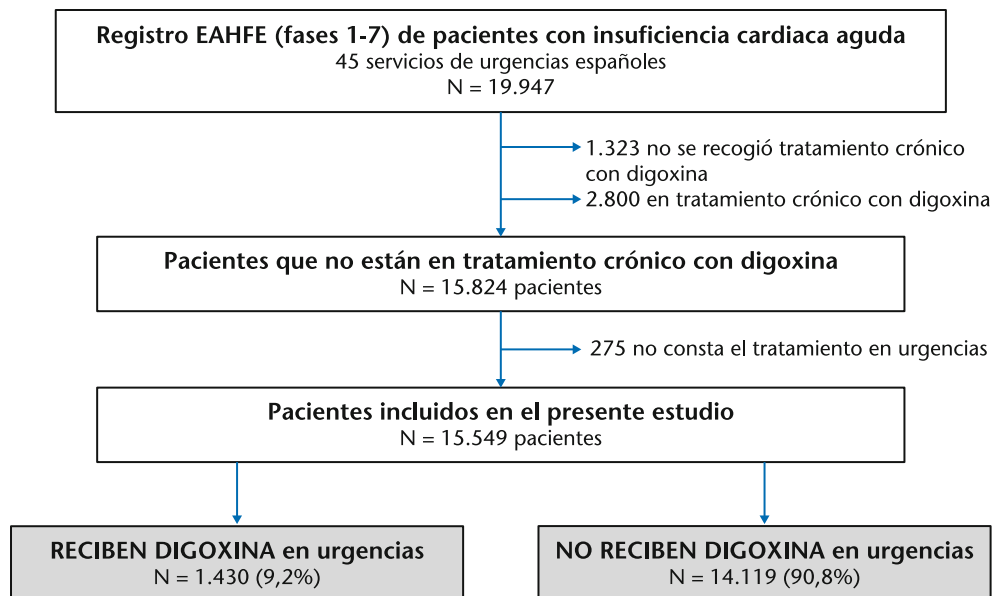 Registro EAHFE (fases 1-7) de pacientes con insuficiencia cardiaca aguda
45 servicios de urgencias españoles
N = 19.947
1.323 no se recogió tratamiento crónico
con digoxina
2.800 en tratamiento crónico con digoxina
Pacientes que no están en tratamiento crónico con digoxina
N = 15.824 pacientes
275 no consta el tratamiento en urgencias
Pacientes incluidos en el presente estudio
N = 15.549 pacientes
RECIBEN DIGOXINA en urgencias
N = 1.430 (9,2%)
NO RECIBEN DIGOXINA en urgencias
N = 14.119 (90,8%)